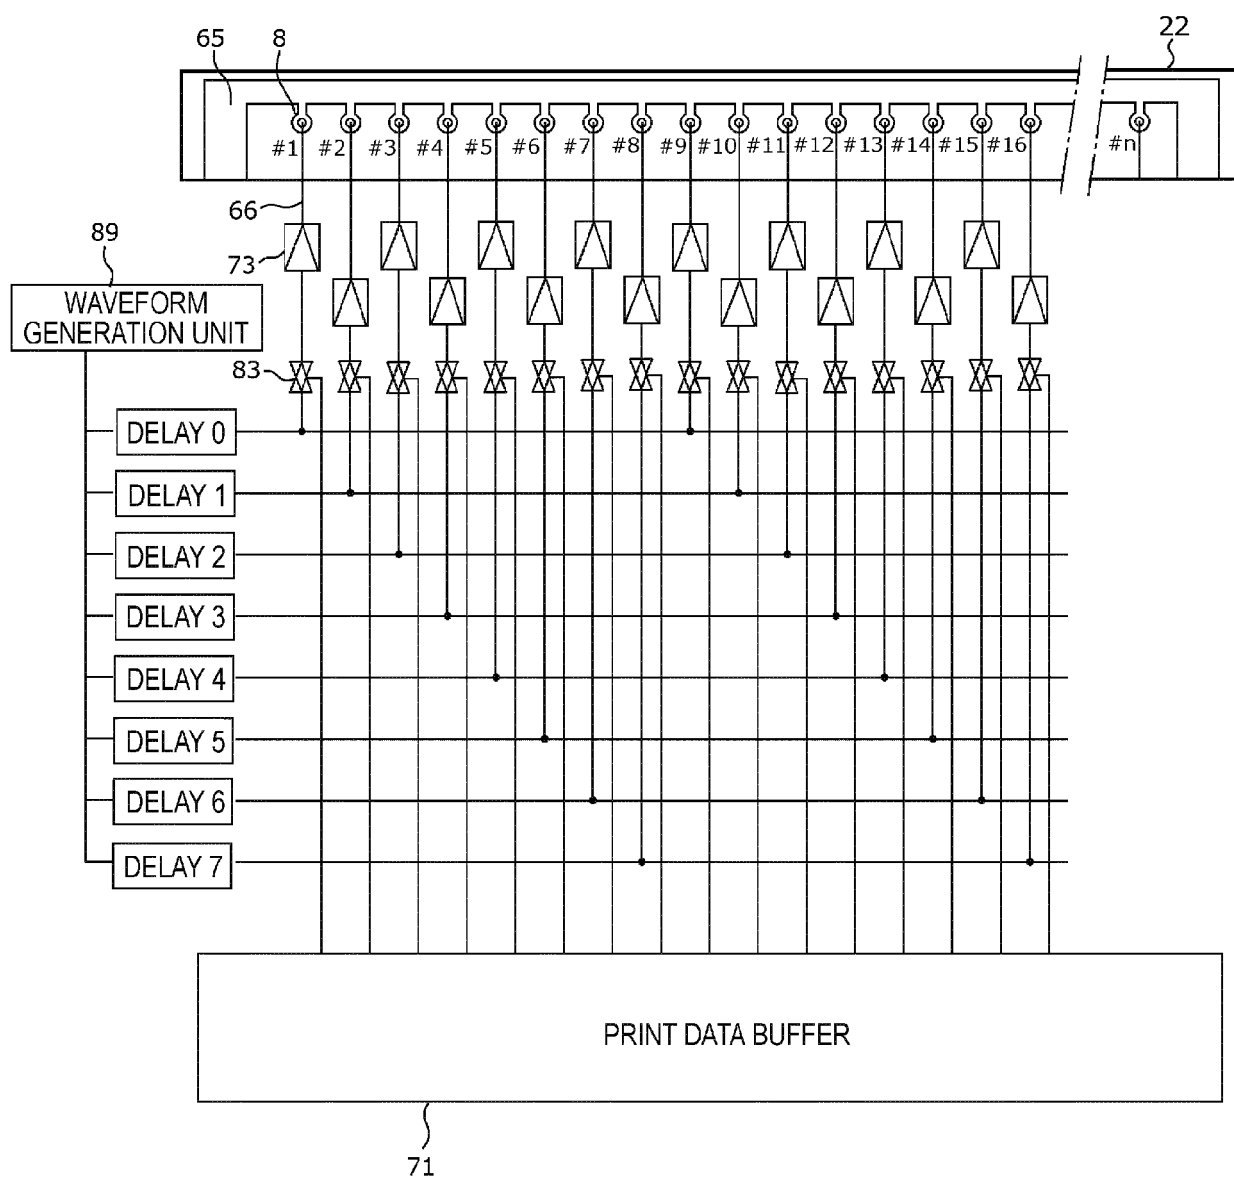 65
8
22
#1
#2
#3
#4
#5
#6
#7
#8
#9
#10
#11
#12
#13
#14
#15
#16
#n
66
73
89
WAVEFORM
GENERATION UNIT
83
DELAY 0
DELAY 1
DELAY 2
DELAY 3
DELAY 4
DELAY 5
DELAY 6
DELAY 7
PRINT DATA BUFFER
71